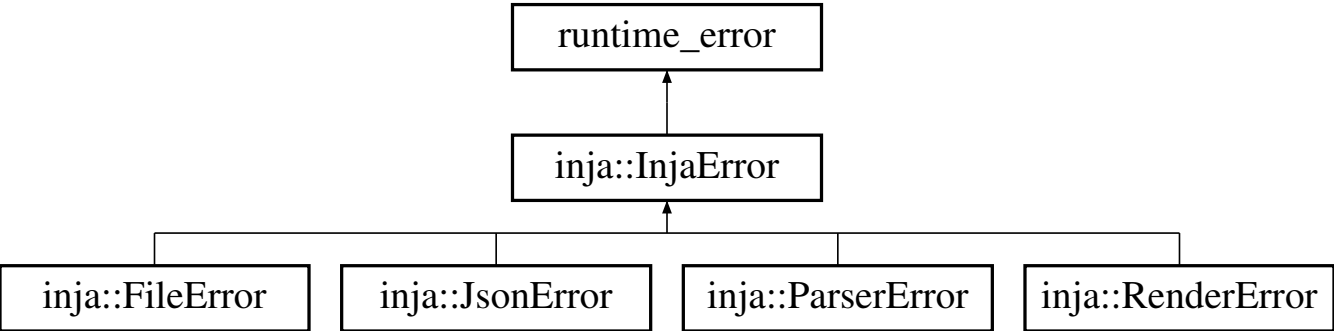 runtime_error
inja::InjaError
inja::FileError
inja::JsonError
inja::ParserError
inja::RenderError